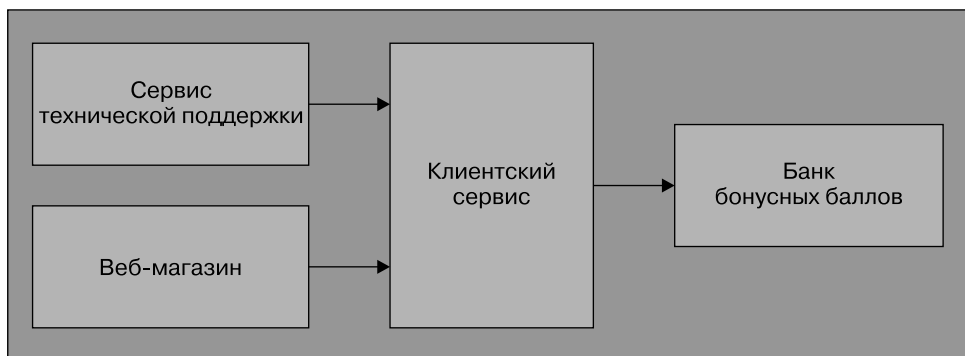 Сервис
технической поддержки
Веб-магазин
Клиентский
сервис
Банк
бонусных баллов